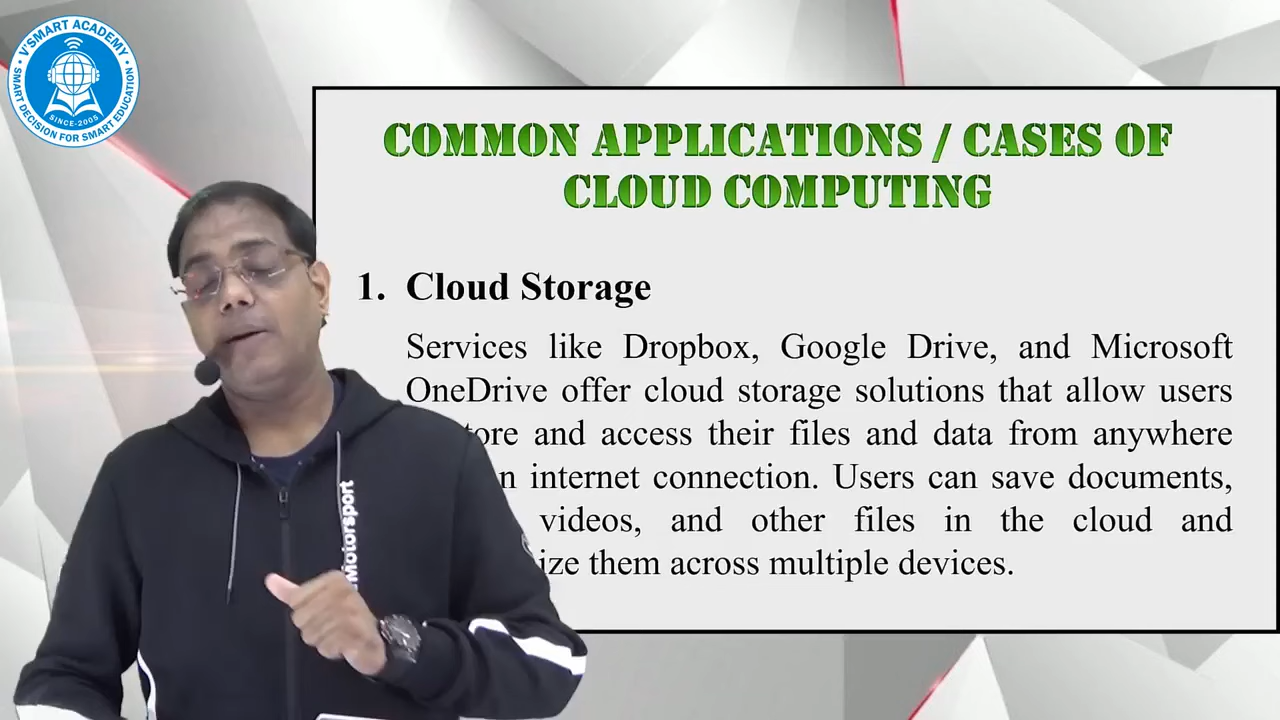 V'SMART ACADEMY
SMART DECISION FOR SMART EDUCATION
SINCE-2005
COMMON APPLICATIONS / CASES OF
CLOUD COMPUTING
1. Cloud Storage
Services like Dropbox, Google Drive, and Microsoft
OneDrive offer cloud storage solutions that allow users
and access their files and data from anywhere
internet connection. Users can save documents,
videos, and other files in the cloud and
them across multiple devices.
Motorsport